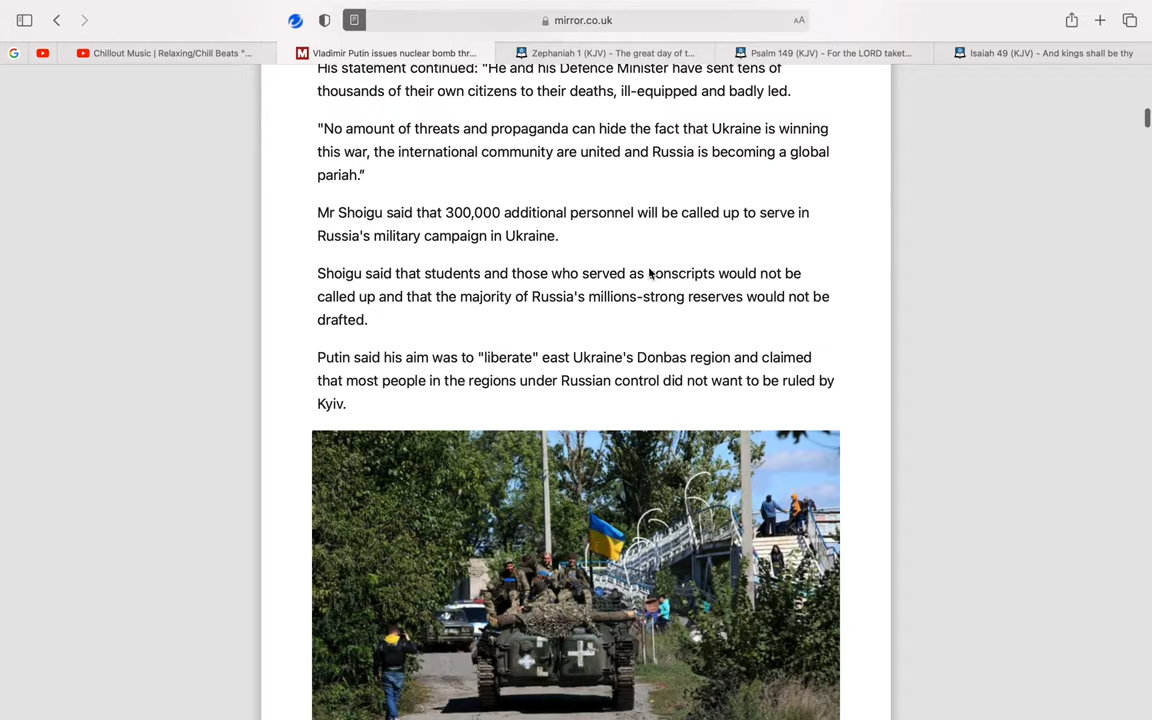 mirror.co.uk
AA
Chillout Music | Relaxing/Chill Beats "...
Vladimir Putin issues nuclear bomb thr...
Zephaniah 1 (KJV) - The great day of t...
Psalm 149 (KJV) - For the LORD taket...
Isaiah 49 (KJV) - And kings shall be thy
His statement continued: "He and his Defence Minister have sent tens of
thousands of their own citizens to their deaths, ill-equipped and badly led.
"No amount of threats and propaganda can hide the fact that Ukraine is winning
this war, the international community are united and Russia is becoming a global
pariah.”
Mr Shoigu said that 300,000 additional personnel will be called up to serve in
Russia's military campaign in Ukraine.
Shoigu said that students and those who served as conscripts would not be
called up and that the majority of Russia's millions-strong reserves would not be
drafted.
Putin said his aim was to "liberate" east Ukraine's Donbas region and claimed
that most people in the regions under Russian control did not want to be ruled by
Kyiv.